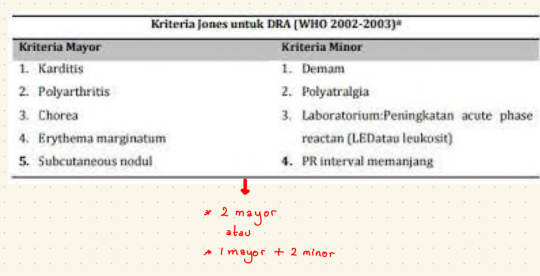 Kriteria Jones untuk DRA (WHO 2002-2003)*
Kriteria Mayor Kriteria Minor
1. Karditis 1. Demam
2. Polyarthritis 2. Polyatralgia
3. Chorea 3. Laboratorium:Peningkatan acute phase
4. Erythema marginatum reactan (LEDatau leukosit)
5. Subcutaneous nodul 4. PR interval memanjang
* 2 mayor
atau
* 1 mayor + 2 minor